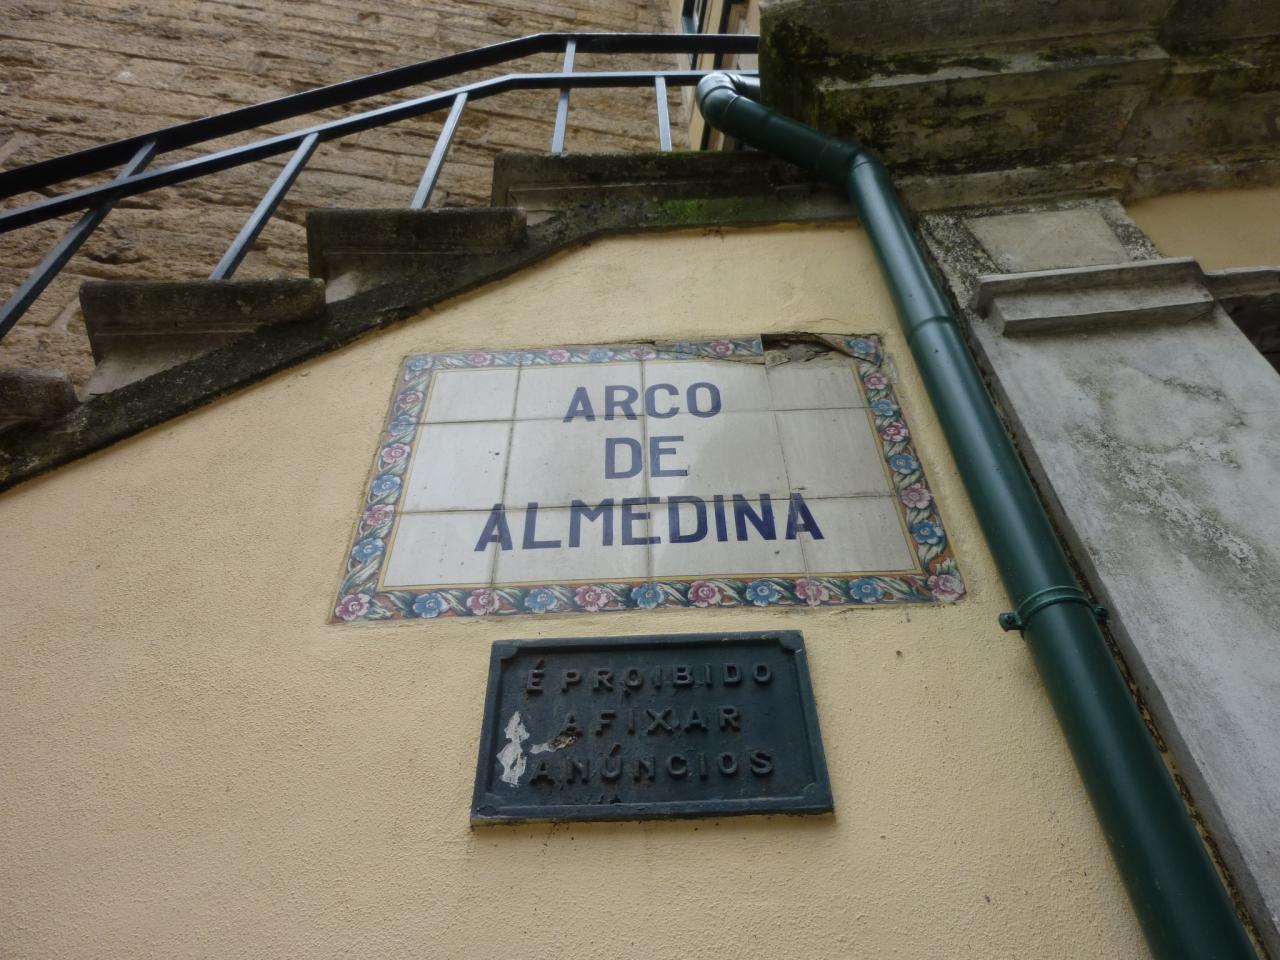 ARCO
DE
ALMEDINA
É PROIBIDO
AFIXAR
ANÚNCIOS